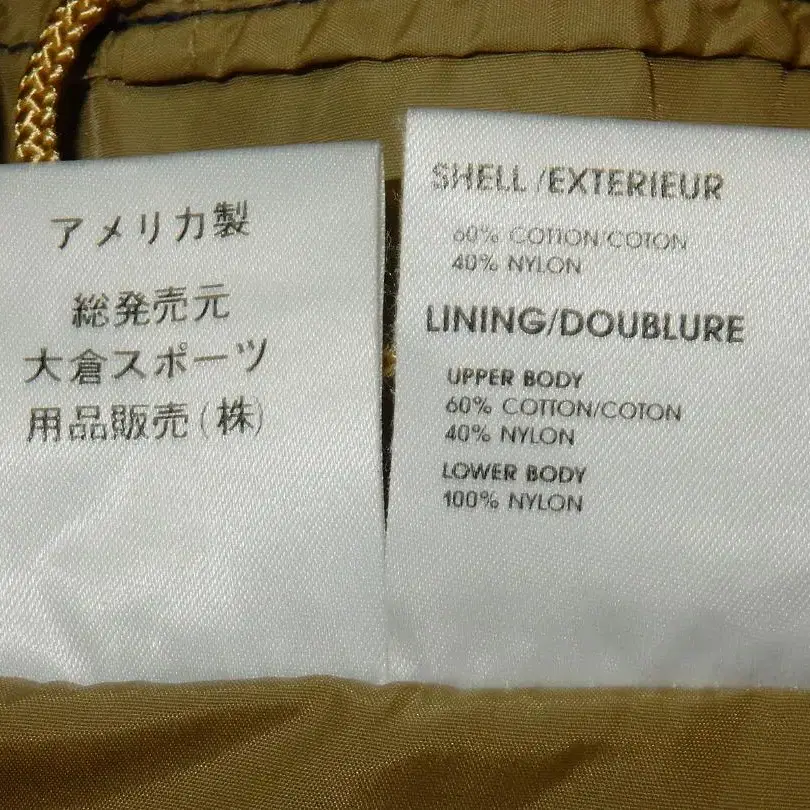 アメリカ製
総発売元
大倉スポーツ
用品販売(株)
SHELL/EXTERIEUR
60% COTTON/COTON
40% NYLON
LINING/DOUBLURE
UPPER BODY
60% COTTON/COTON
40% NYLON
LOWER BODY
100% NYLON